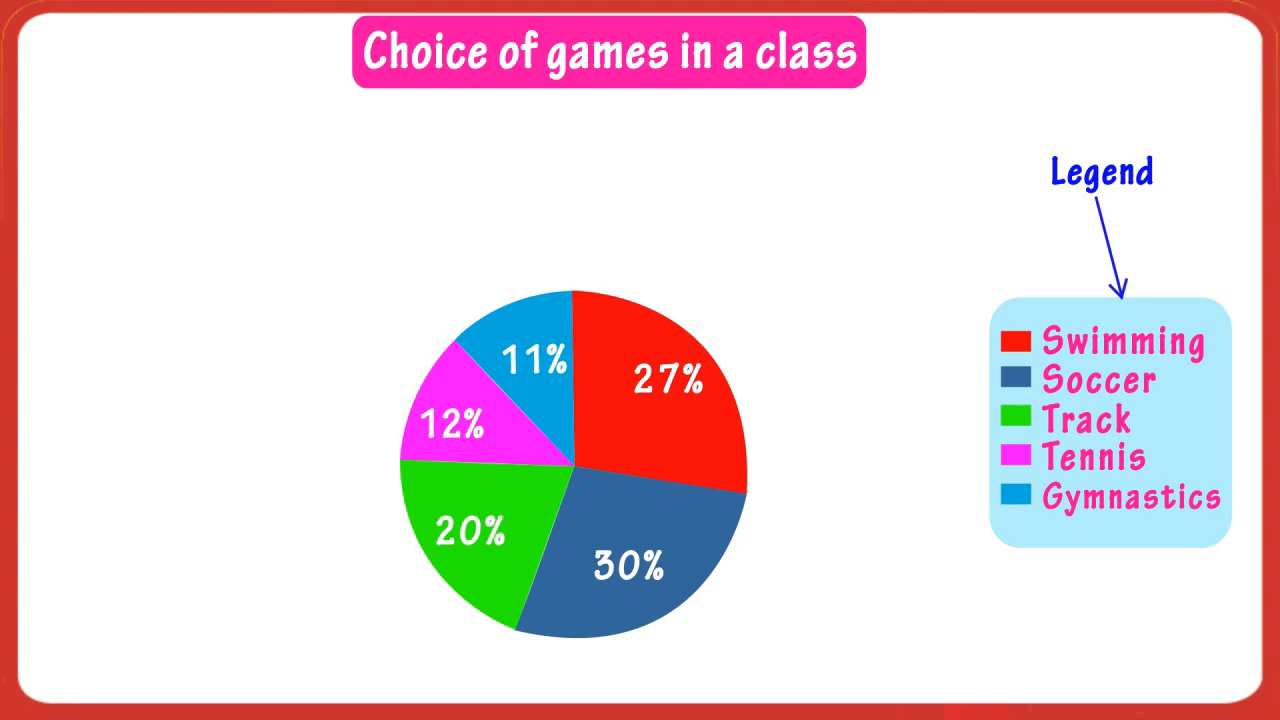 Choice of games in a class
Legend
11%
27%
12%
20%
30%
Swimming
Soccer
Track
Tennis
Gymnastics